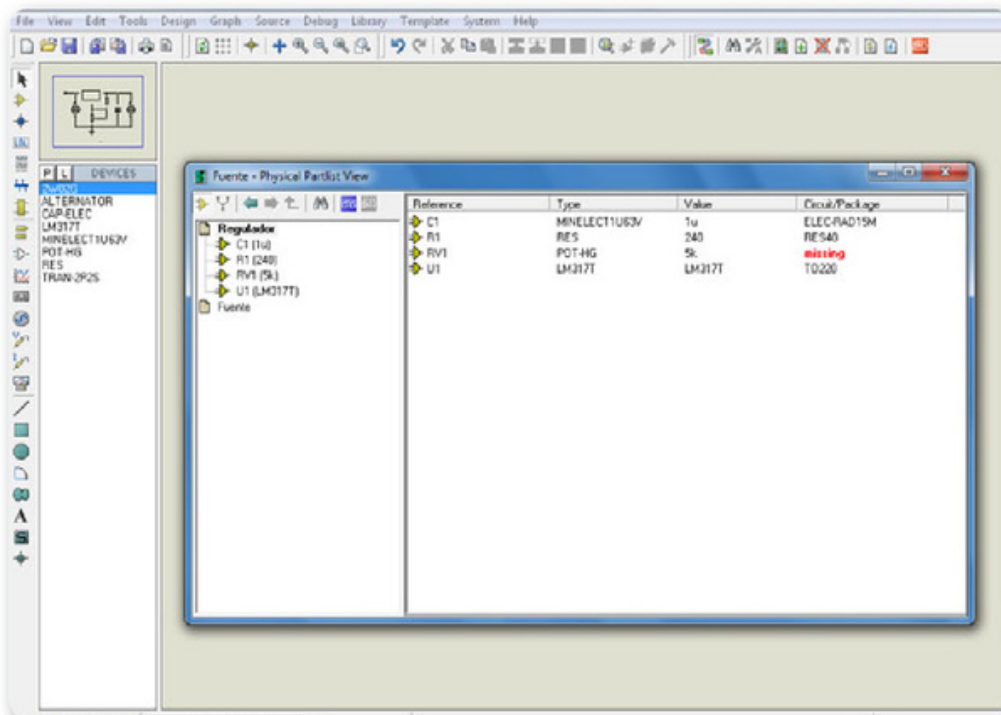 File View Edit Tools Design Graph Source Debug Library Template System Help
P L DEVICES
2W02G
ALTERNATOR
CAP-ELEC
LM317T
MINELECT1U63V
POT-HG
RES
TRAN-2P2S
Fuente - Physical Partlist View
Regulador
C1 (1u)
R1 (240)
RV1 (5k)
U1 (LM317T)
Fuente
Reference Type Value Circuit/Package
C1 MINELECT1U63V 1u ELEC-RAD15M
R1 RES 240 RES40
RV1 POT-HG 5k missing
U1 LM317T LM317T TO220
A
S